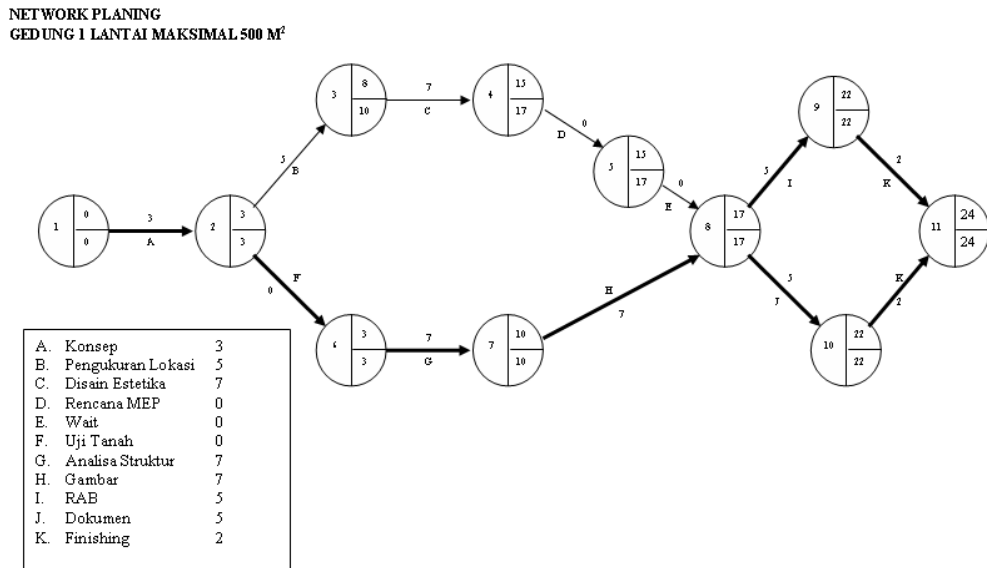 NETWORK PLANING
GEDUNG 1 LANTAI MAKSIMAL 500 M²
3
8
10
7
C
4
15
17
0
D
5
15
17
0
E
9
22
22
5
B
5
I
2
K
1
0
0
3
A
2
3
3
8
17
17
11
24
24
F
0
H
7
5
J
K
2
6
3
3
7
G
7
10
10
10
22
22
A. Konsep 3
B. Pengukuran Lokasi 5
C. Disain Estetika 7
D. Rencana MEP 0
E. Wait 0
F. Uji Tanah 0
G. Analisa Struktur 7
H. Gambar 7
I. RAB 5
J. Dokumen 5
K. Finishing 2